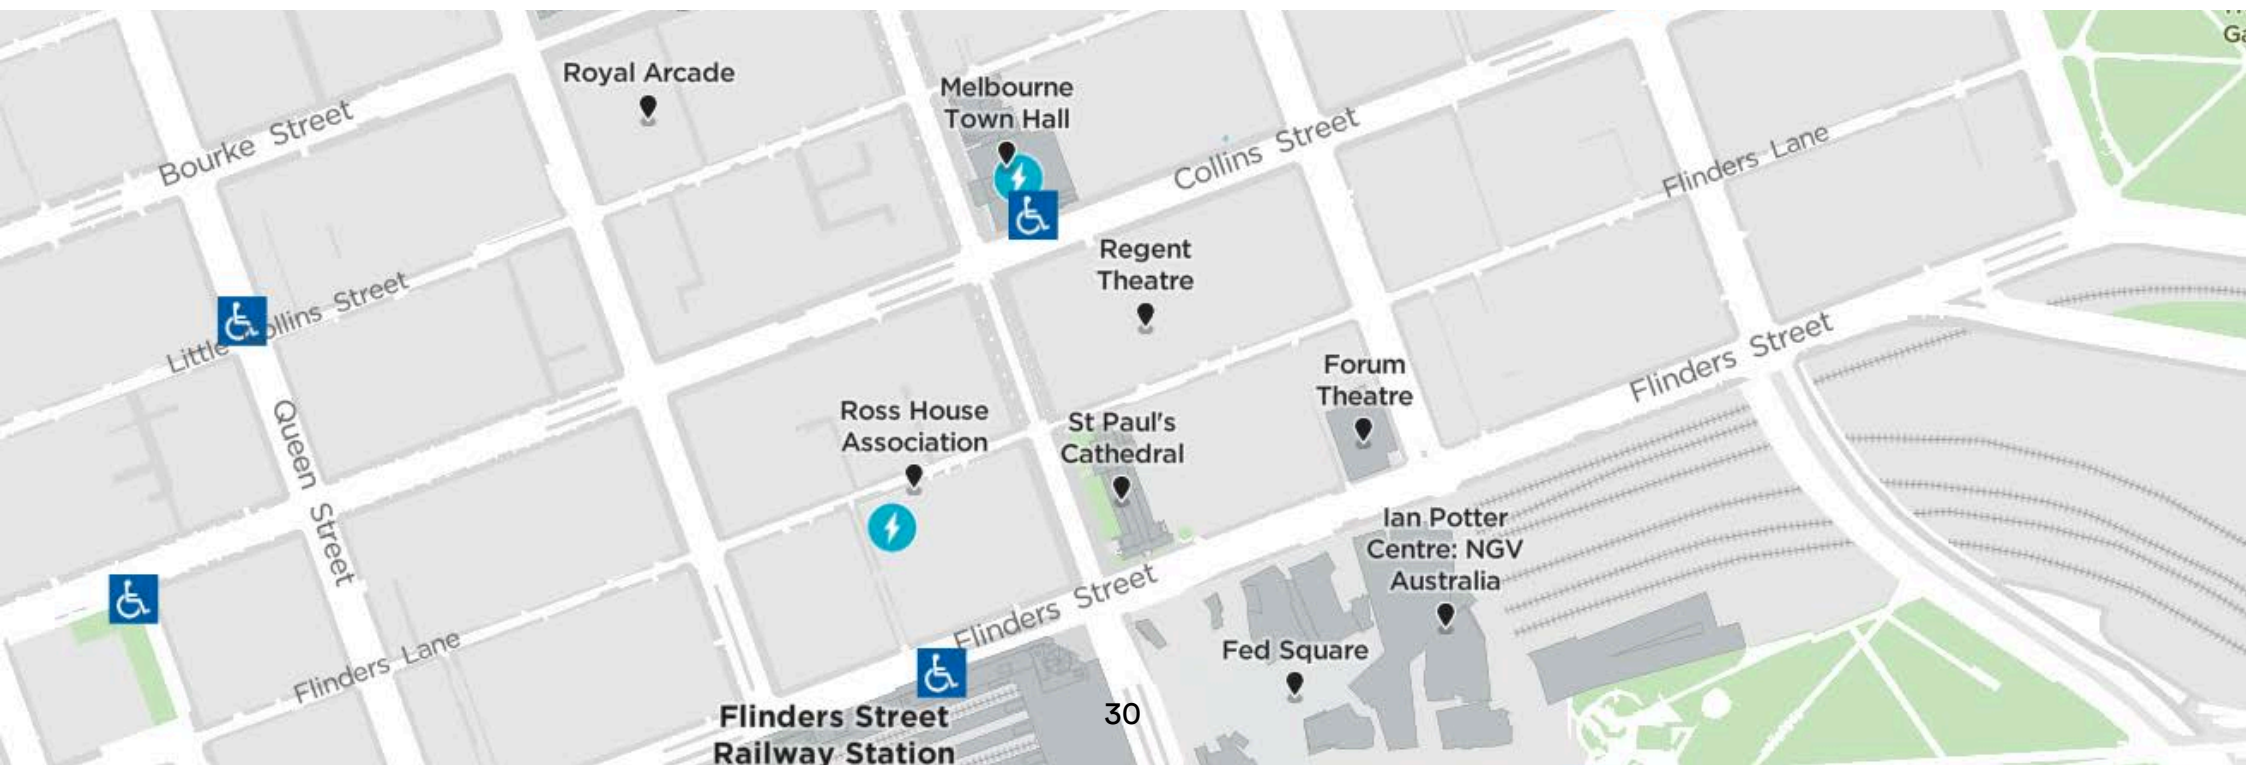 Royal Arcade
Melbourne
Town Hall
Bourke Street
Collins Street
Flinders Lane
Regent
Theatre
Little Collins Street
Forum
Theatre
Flinders Street
Ross House
Association
St Paul's
Cathedral
Queen Street
Street
Ian Potter
Centre: NGV
Australia
Flinders Street
Flinders Lane
Fed Square
Flinders Street
Railway Station
30